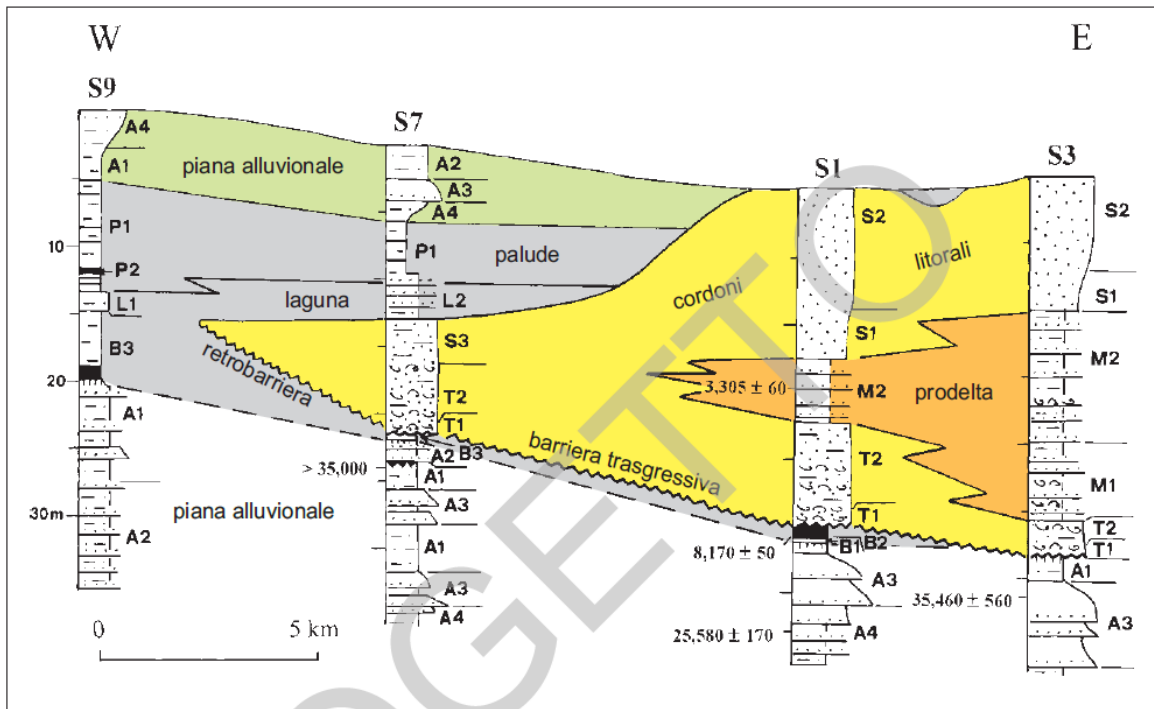 W
E
S9
S7
S1
S3
A4
A1
P1
P2
L1
B3
A1
A2
10
20
30m
piana alluvionale
A2
A3
A4
P1
L2
S3
T2
T1
B3
A2
A1
A3
A1
A3
A4
palude
laguna
retrobarriera
> 35,000
piana alluvionale
cordoni
litorali
barriera trasgressiva
prodelta
S2
S1
3,305 ± 60
M2
T2
T1
B2
B1
8,170 ± 50
A3
25,580 ± 170
A4
S2
S1
M2
M1
T2
T1
A1
35,460 ± 560
A3
0
5 km
OGETTO